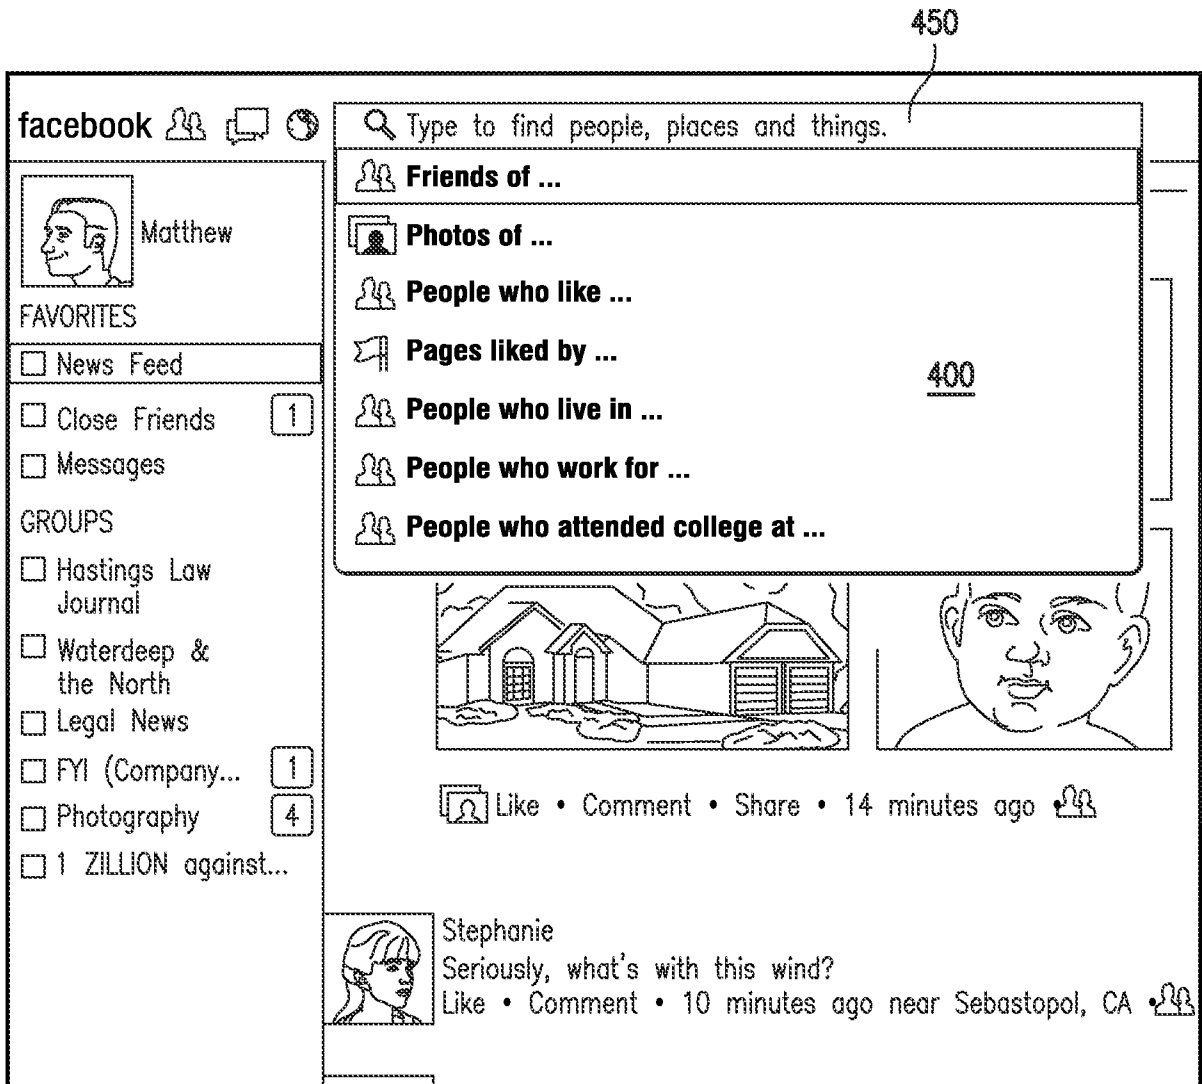 450
facebook
Type to find people, places and things.
Friends of ...
Photos of ...
People who like ...
Pages liked by ...
People who live in ...
People who work for ...
People who attended college at ...
400
Matthew
FAVORITES
News Feed
Close Friends 1
Messages
GROUPS
Hastings Law
Journal
Waterdeep &
the North
Legal News
FYI (Company... 1
Photography 4
1 ZILLION against...
Like • Comment • Share • 14 minutes ago •
Stephanie
Seriously, what's with this wind?
Like • Comment • 10 minutes ago near Sebastopol, CA •